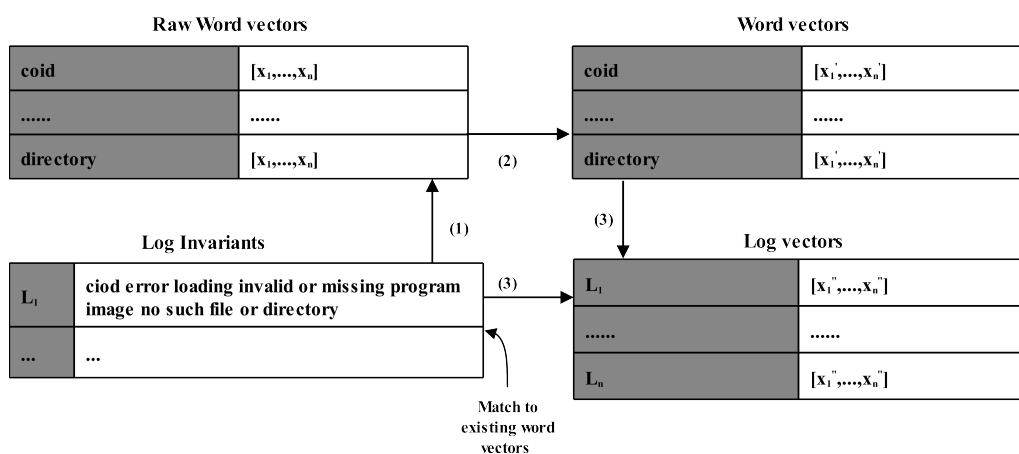 Raw Word vectors
coid [x₁,...,xₙ]
...... ......
directory [x₁,...,xₙ]
(2)
Word vectors
coid [x₁',...,xₙ']
...... ......
directory [x₁',...,xₙ']
(1)
(3)
Log Invariants
L₁ ciod error loading invalid or missing program
image no such file or directory
... ...
(3)
Log vectors
L₁ [x₁",...,xₙ"]
...... ......
Lₙ [x₁",...,xₙ"]
Match to
existing word
vectors